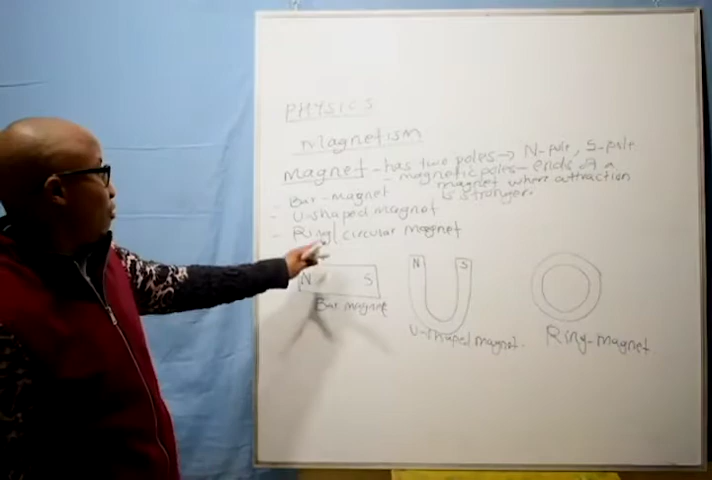 PHYSICS
Magnetism
Magnet - has two poles → N-pole, S-pole
- magnetic poles - ends of a
magnet where attraction
is stronger.
- Bar - magnet
- U-shaped magnet
- Ring/circular magnet
N S
Bar magnet
N S
U-shaped magnet.
Ring-magnet